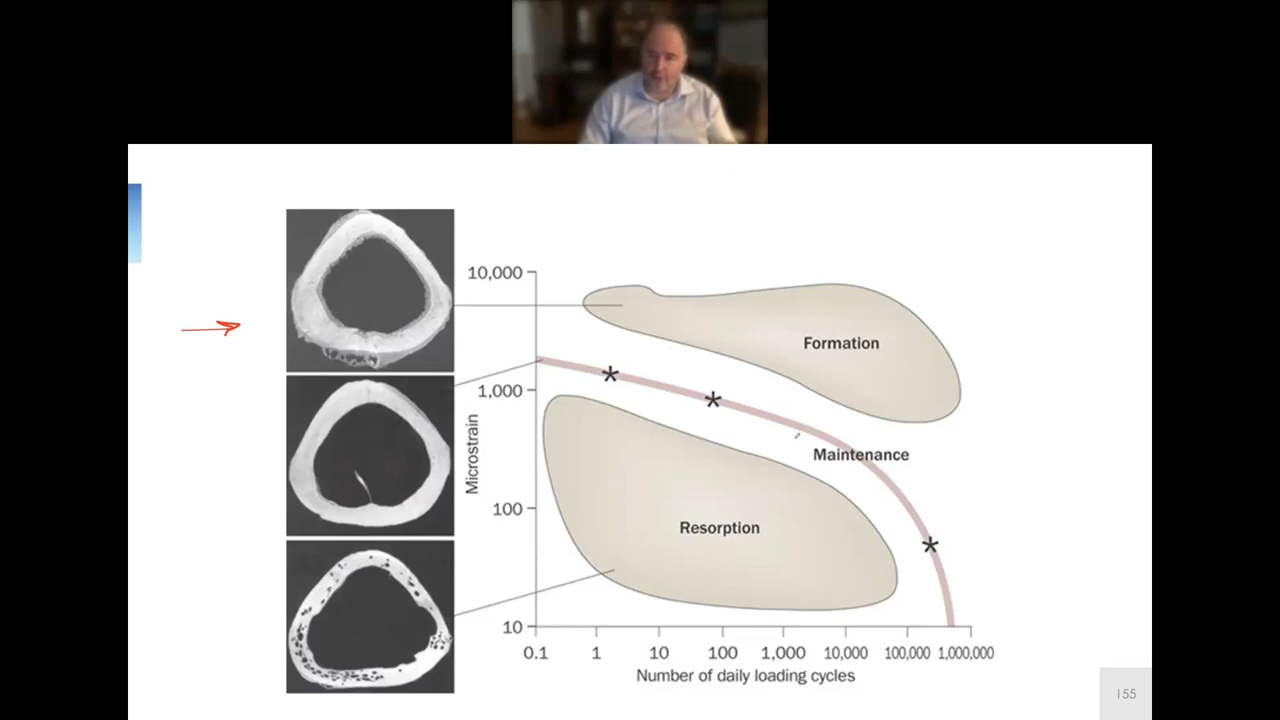 10,000
Formation
1,000
Maintenance
Microstrain
100
Resorption
10
0.1 1 10 100 1,000 10,000 100,000 1,000,000
Number of daily loading cycles
155